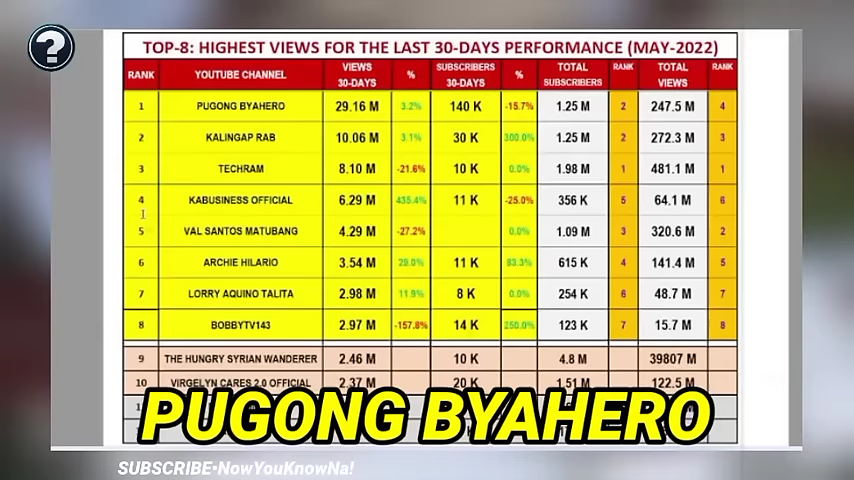 ?
TOP-8: HIGHEST VIEWS FOR THE LAST 30-DAYS PERFORMANCE (MAY-2022)
RANK YOUTUBE CHANNEL VIEWS 30-DAYS % SUBSCRIBERS 30-DAYS % TOTAL SUBSCRIBERS RANK TOTAL VIEWS RANK
1 PUGONG BYAHERO 29.16 M 3.2% 140 K -15.7% 1.25 M 2 247.5 M 4
2 KALINGAP RAB 10.06 M 3.1% 30 K 300.0% 1.25 M 2 272.3 M 3
3 TECHRAM 8.10 M -21.6% 10 K 0.0% 1.98 M 1 481.1 M 1
4 KABUSINESS OFFICIAL 6.29 M 435.4% 11 K -25.0% 356 K 5 64.1 M 6
5 VAL SANTOS MATUBANG 4.29 M -27.2% 0.0% 1.09 M 3 320.6 M 2
6 ARCHIE HILARIO 3.54 M 29.0% 11 K 83.3% 615 K 4 141.4 M 5
7 LORRY AQUINO TALITA 2.98 M 11.9% 8 K 0.0% 254 K 6 48.7 M 7
8 BOBBYTV143 2.97 M -157.8% 14 K 250.0% 123 K 7 15.7 M 8
9 THE HUNGRY SYRIAN WANDERER 2.46 M 10 K 4.8 M 39807 M
10 VIRGELYN CARES 2.0 OFFICIAL 2.37 M 20 K 1.51 M 122.5 M
PUGONG BYAHERO
SUBSCRIBE•NowYouKnowNa!